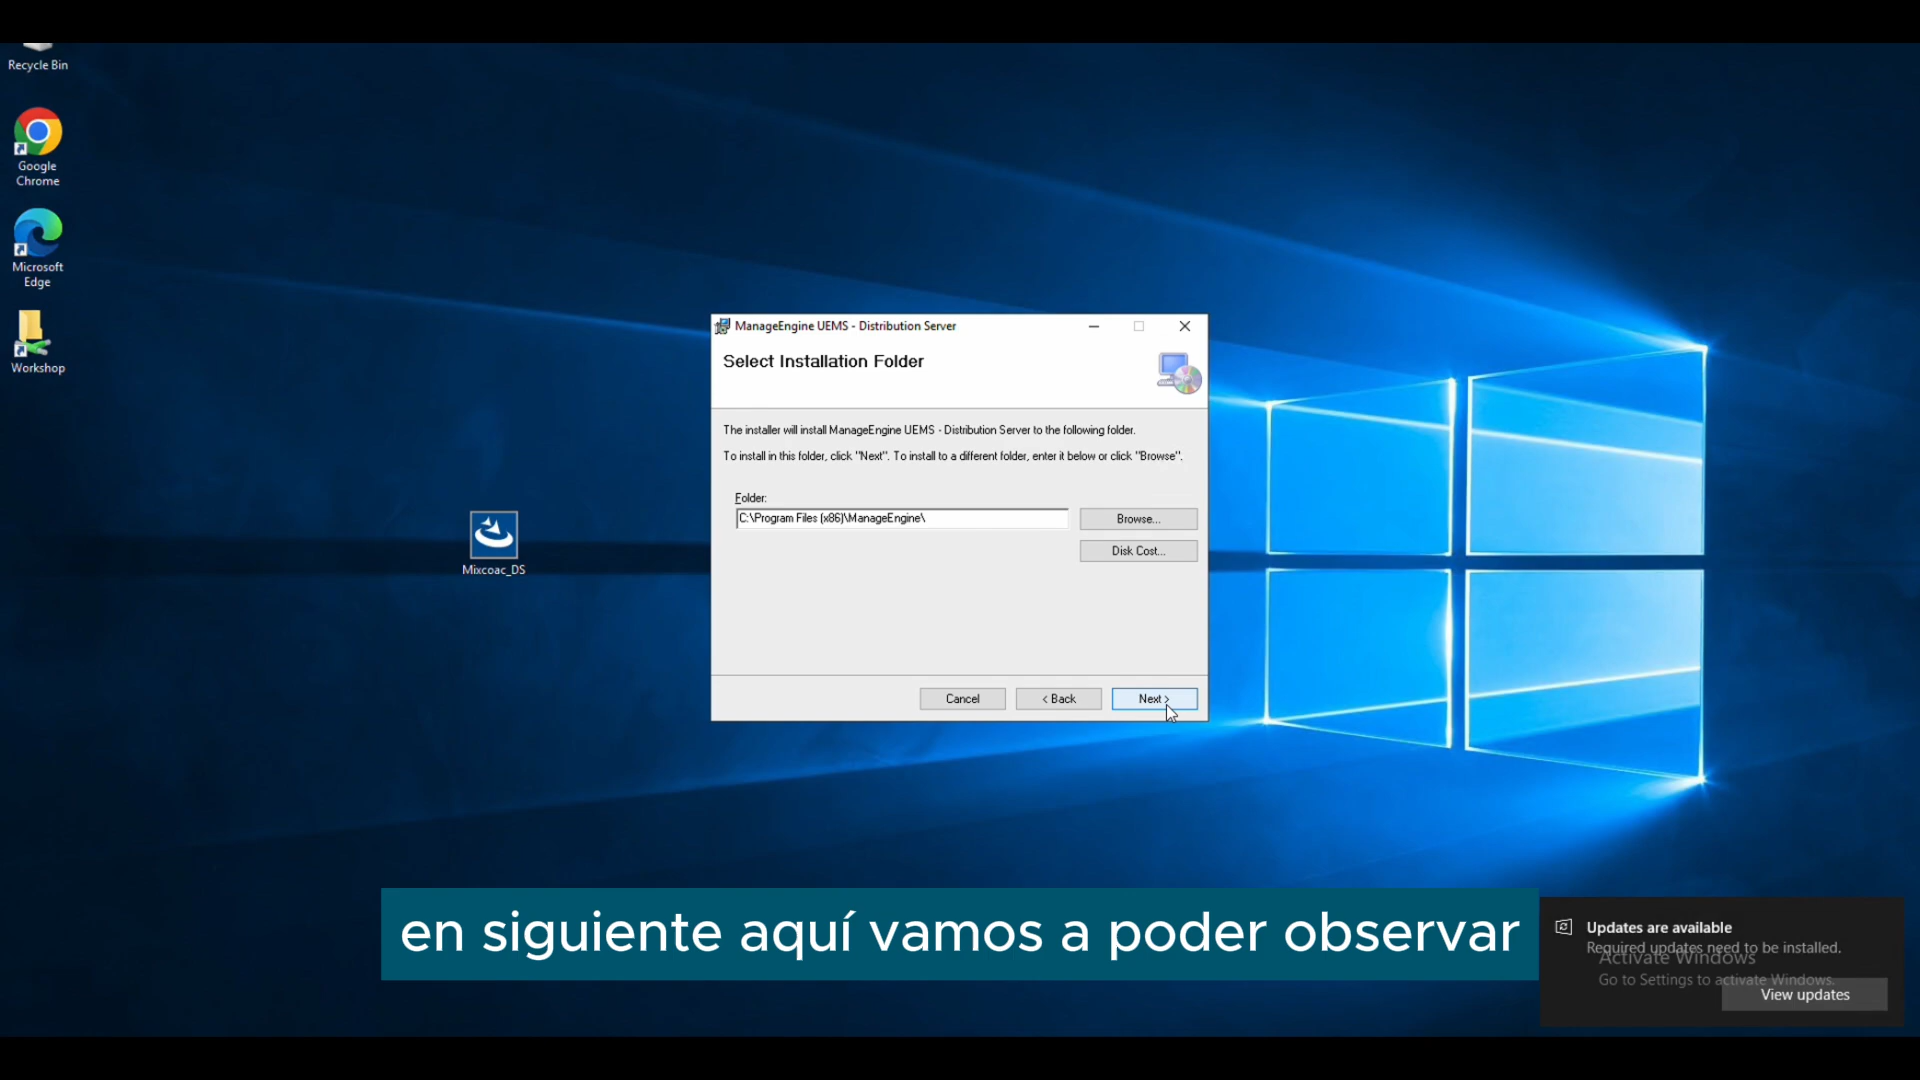 Recycle Bin
Google
Chrome
Microsoft
Edge
Workshop
Mixcoac_DS
ManageEngine UEMS - Distribution Server
Select Installation Folder
The installer will install ManageEngine UEMS - Distribution Server to the following folder.
To install in this folder, click "Next". To install to a different folder, enter it below or click "Browse".
Folder:
C:\Program Files (x86)\ManageEngine\
Browse...
Disk Cost...
Cancel
< Back
Next >
en siguiente aquí vamos a poder observar
Updates are available
Required updates need to be installed.
Activate Windows
Go to Settings to activate Windows.
View updates